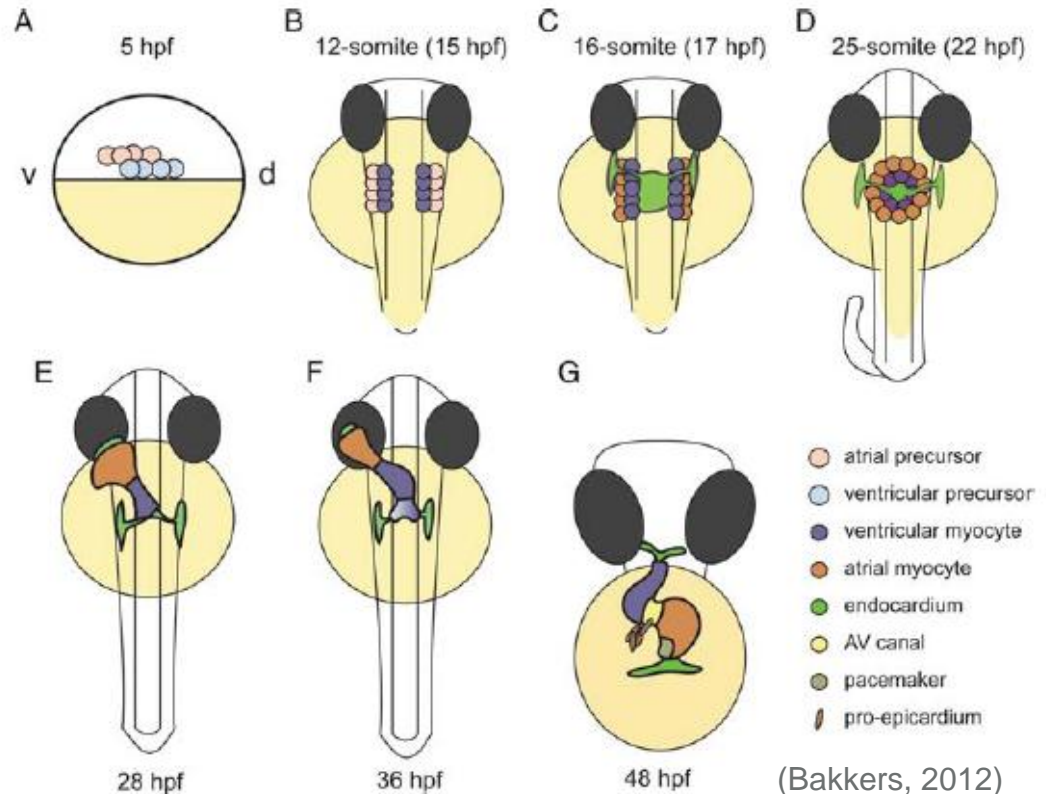 A
5 hpf
v
d
B
12-somite (15 hpf)
C
16-somite (17 hpf)
D
25-somite (22 hpf)
E
28 hpf
F
36 hpf
G
48 hpf
atrial precursor
ventricular precursor
ventricular myocyte
atrial myocyte
endocardium
AV canal
pacemaker
pro-epicardium
(Bakkers, 2012)